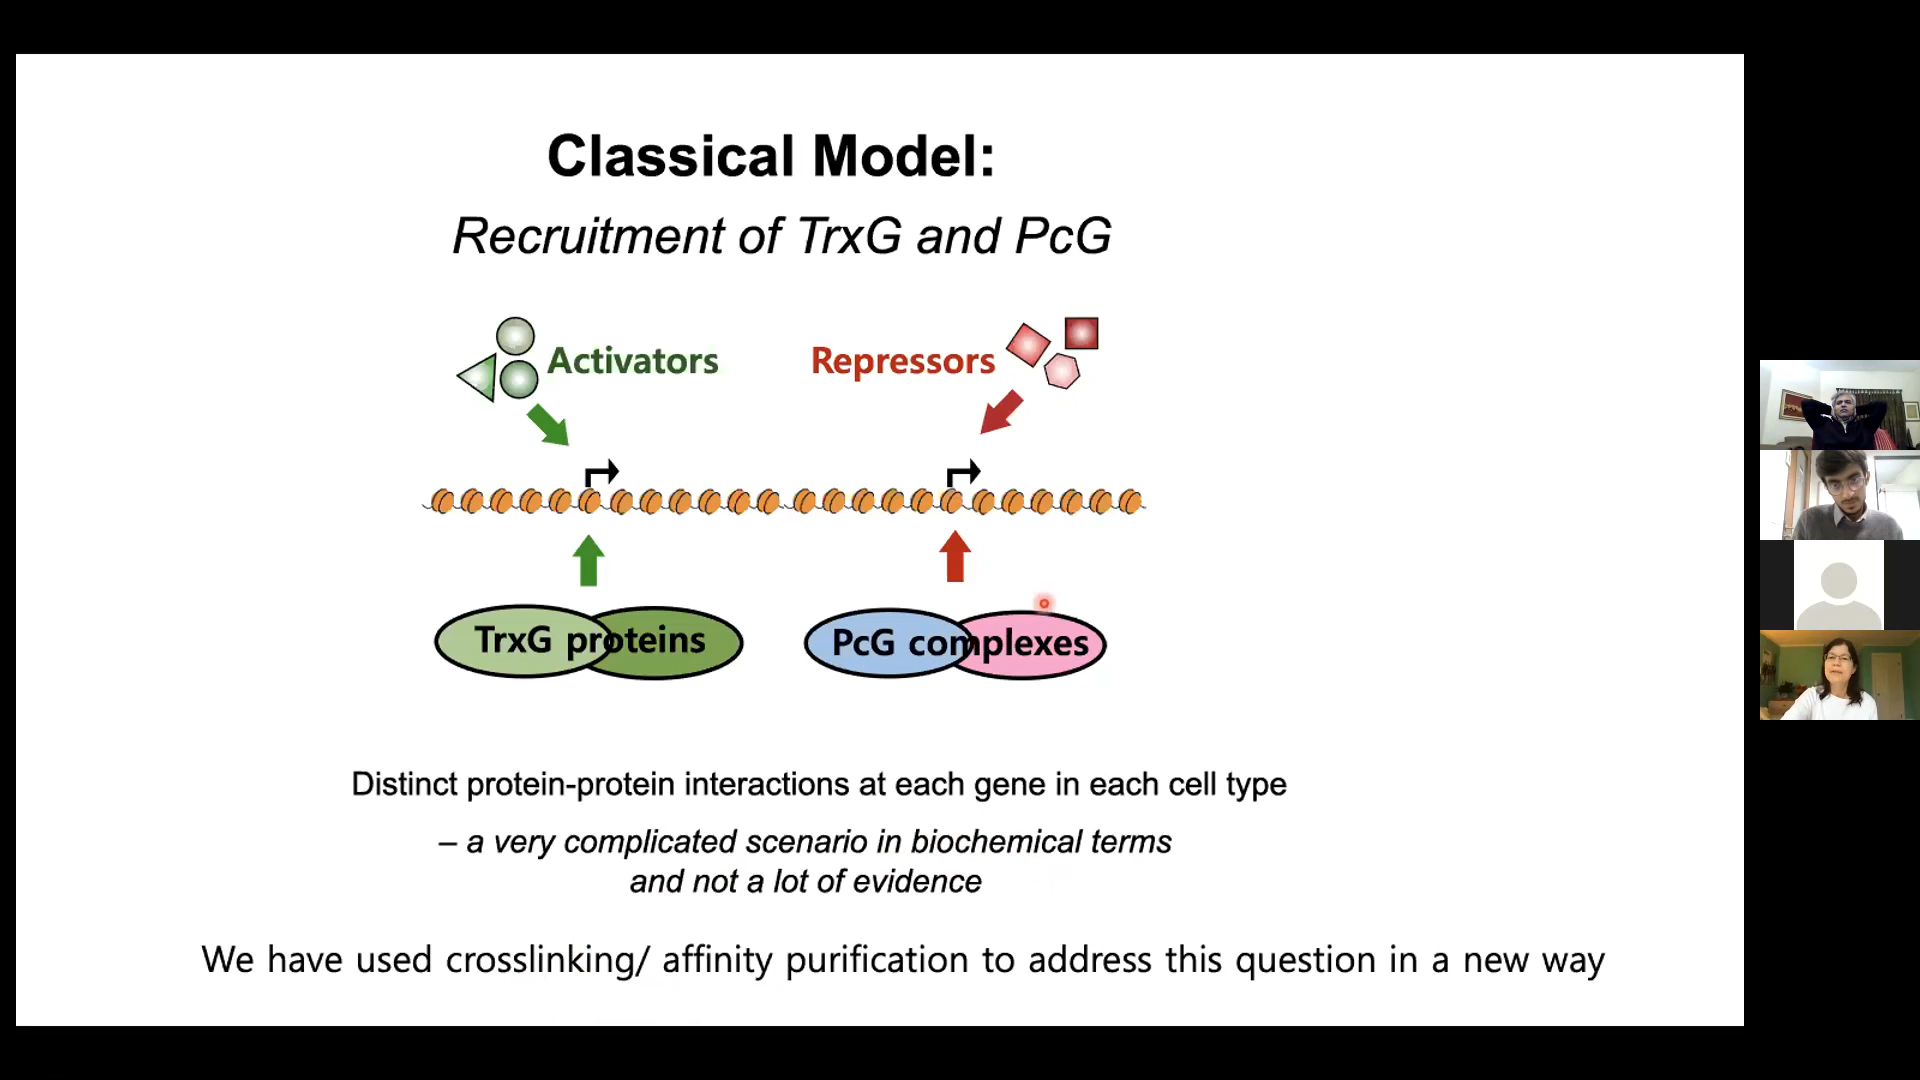 Classical Model:
Recruitment of TrxG and PcG
Activators
Repressors
TrxG proteins
PcG complexes
Distinct protein-protein interactions at each gene in each cell type
– a very complicated scenario in biochemical terms
and not a lot of evidence
We have used crosslinking/ affinity purification to address this question in a new way